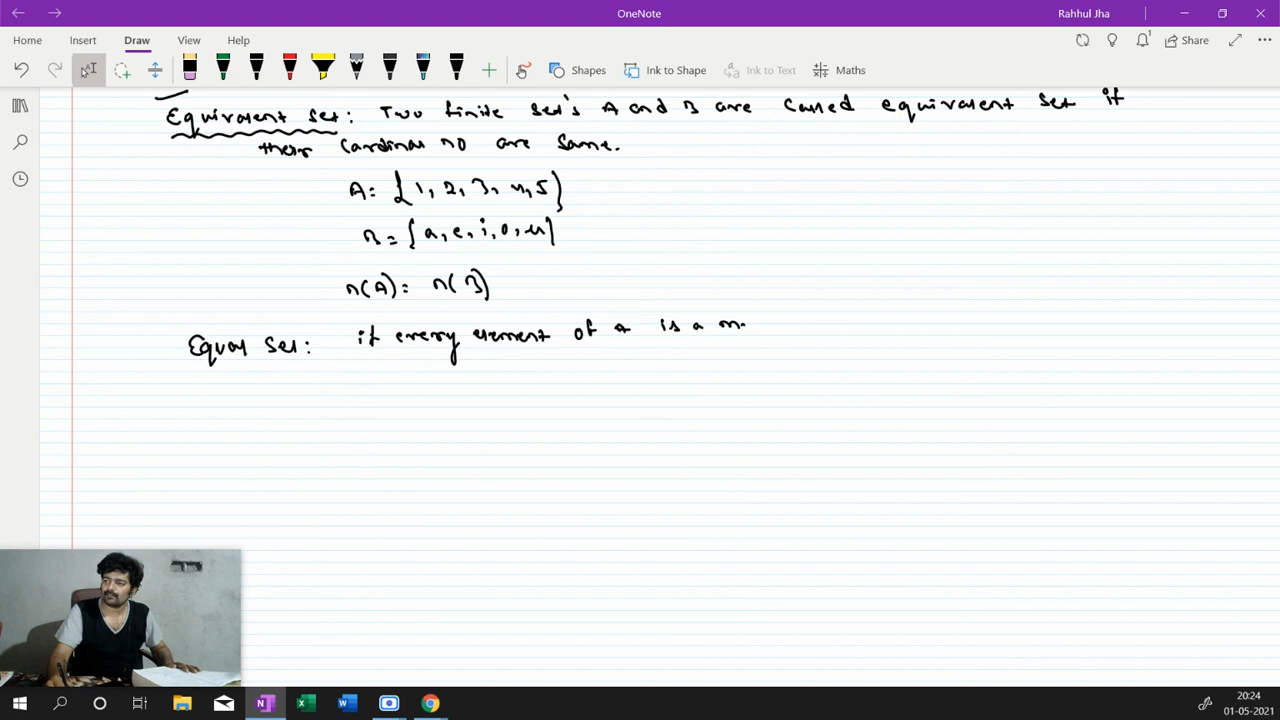 OneNote
Rahhul Jha
Home Insert Draw View Help
Share
Shapes Ink to Shape Ink to Text Maths
Equivalent Set: Two finite set's A and B are called equivalent set if
their Cardinal no are same.
A = {1, 2, 3, 4, 5}
B = {a, e, i, o, u}
n(A) = n(B)
Equal Set: if every element of A is a m
20:24
01-05-2021